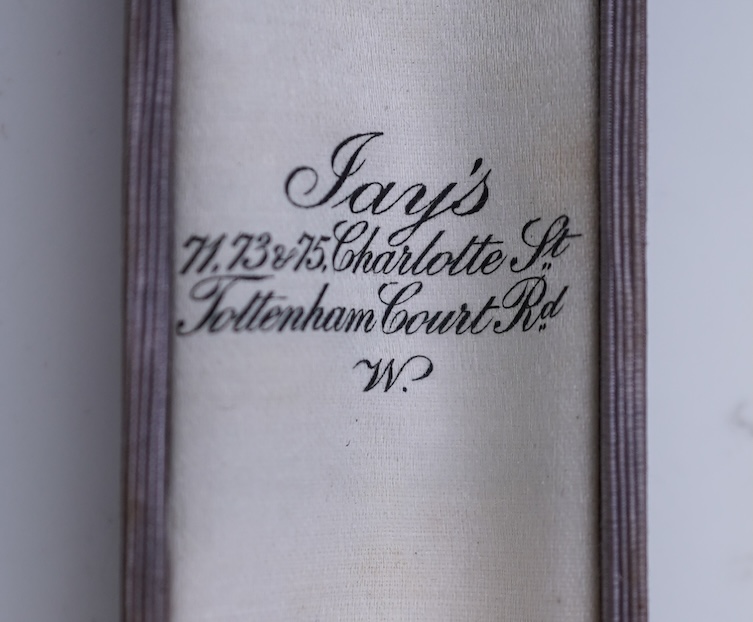 Jay's
71, 73 & 75, Charlotte St
Tottenham Court Rd
W.